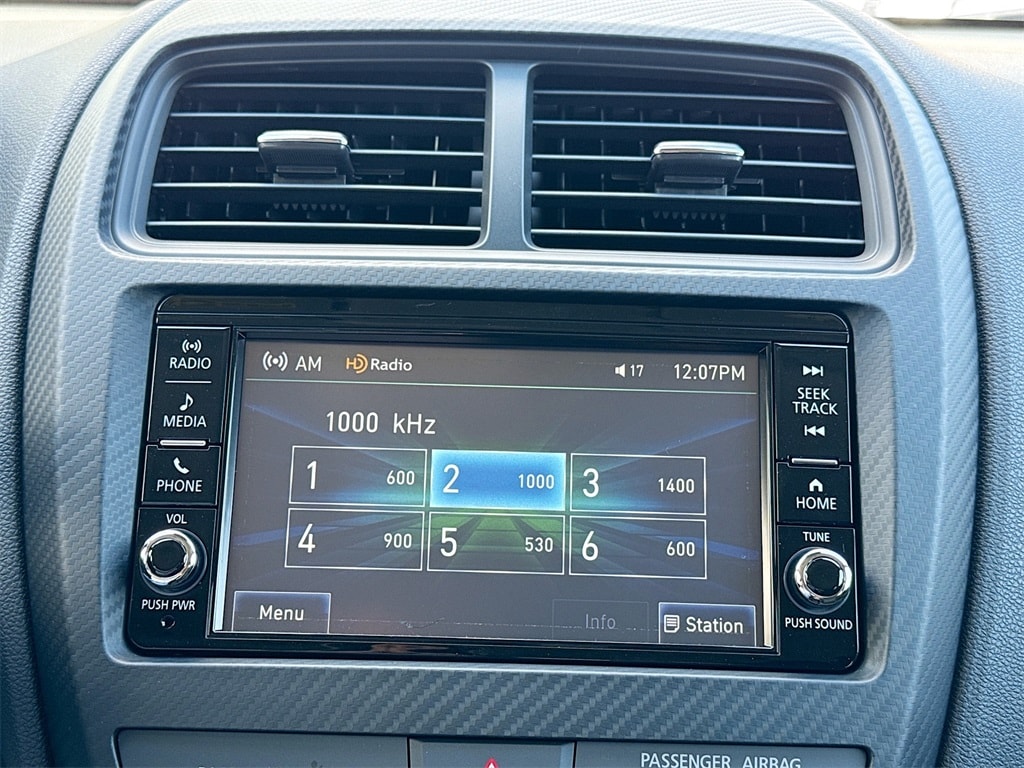 RADIO
MEDIA
PHONE
VOL
PUSH PWR
AM HD Radio 17 12:07PM
1000 kHz
1 600 2 1000 3 1400
4 900 5 530 6 600
Menu Info Station
SEEK
TRACK
HOME
TUNE
PUSH SOUND
PASSENGER AIRBAG